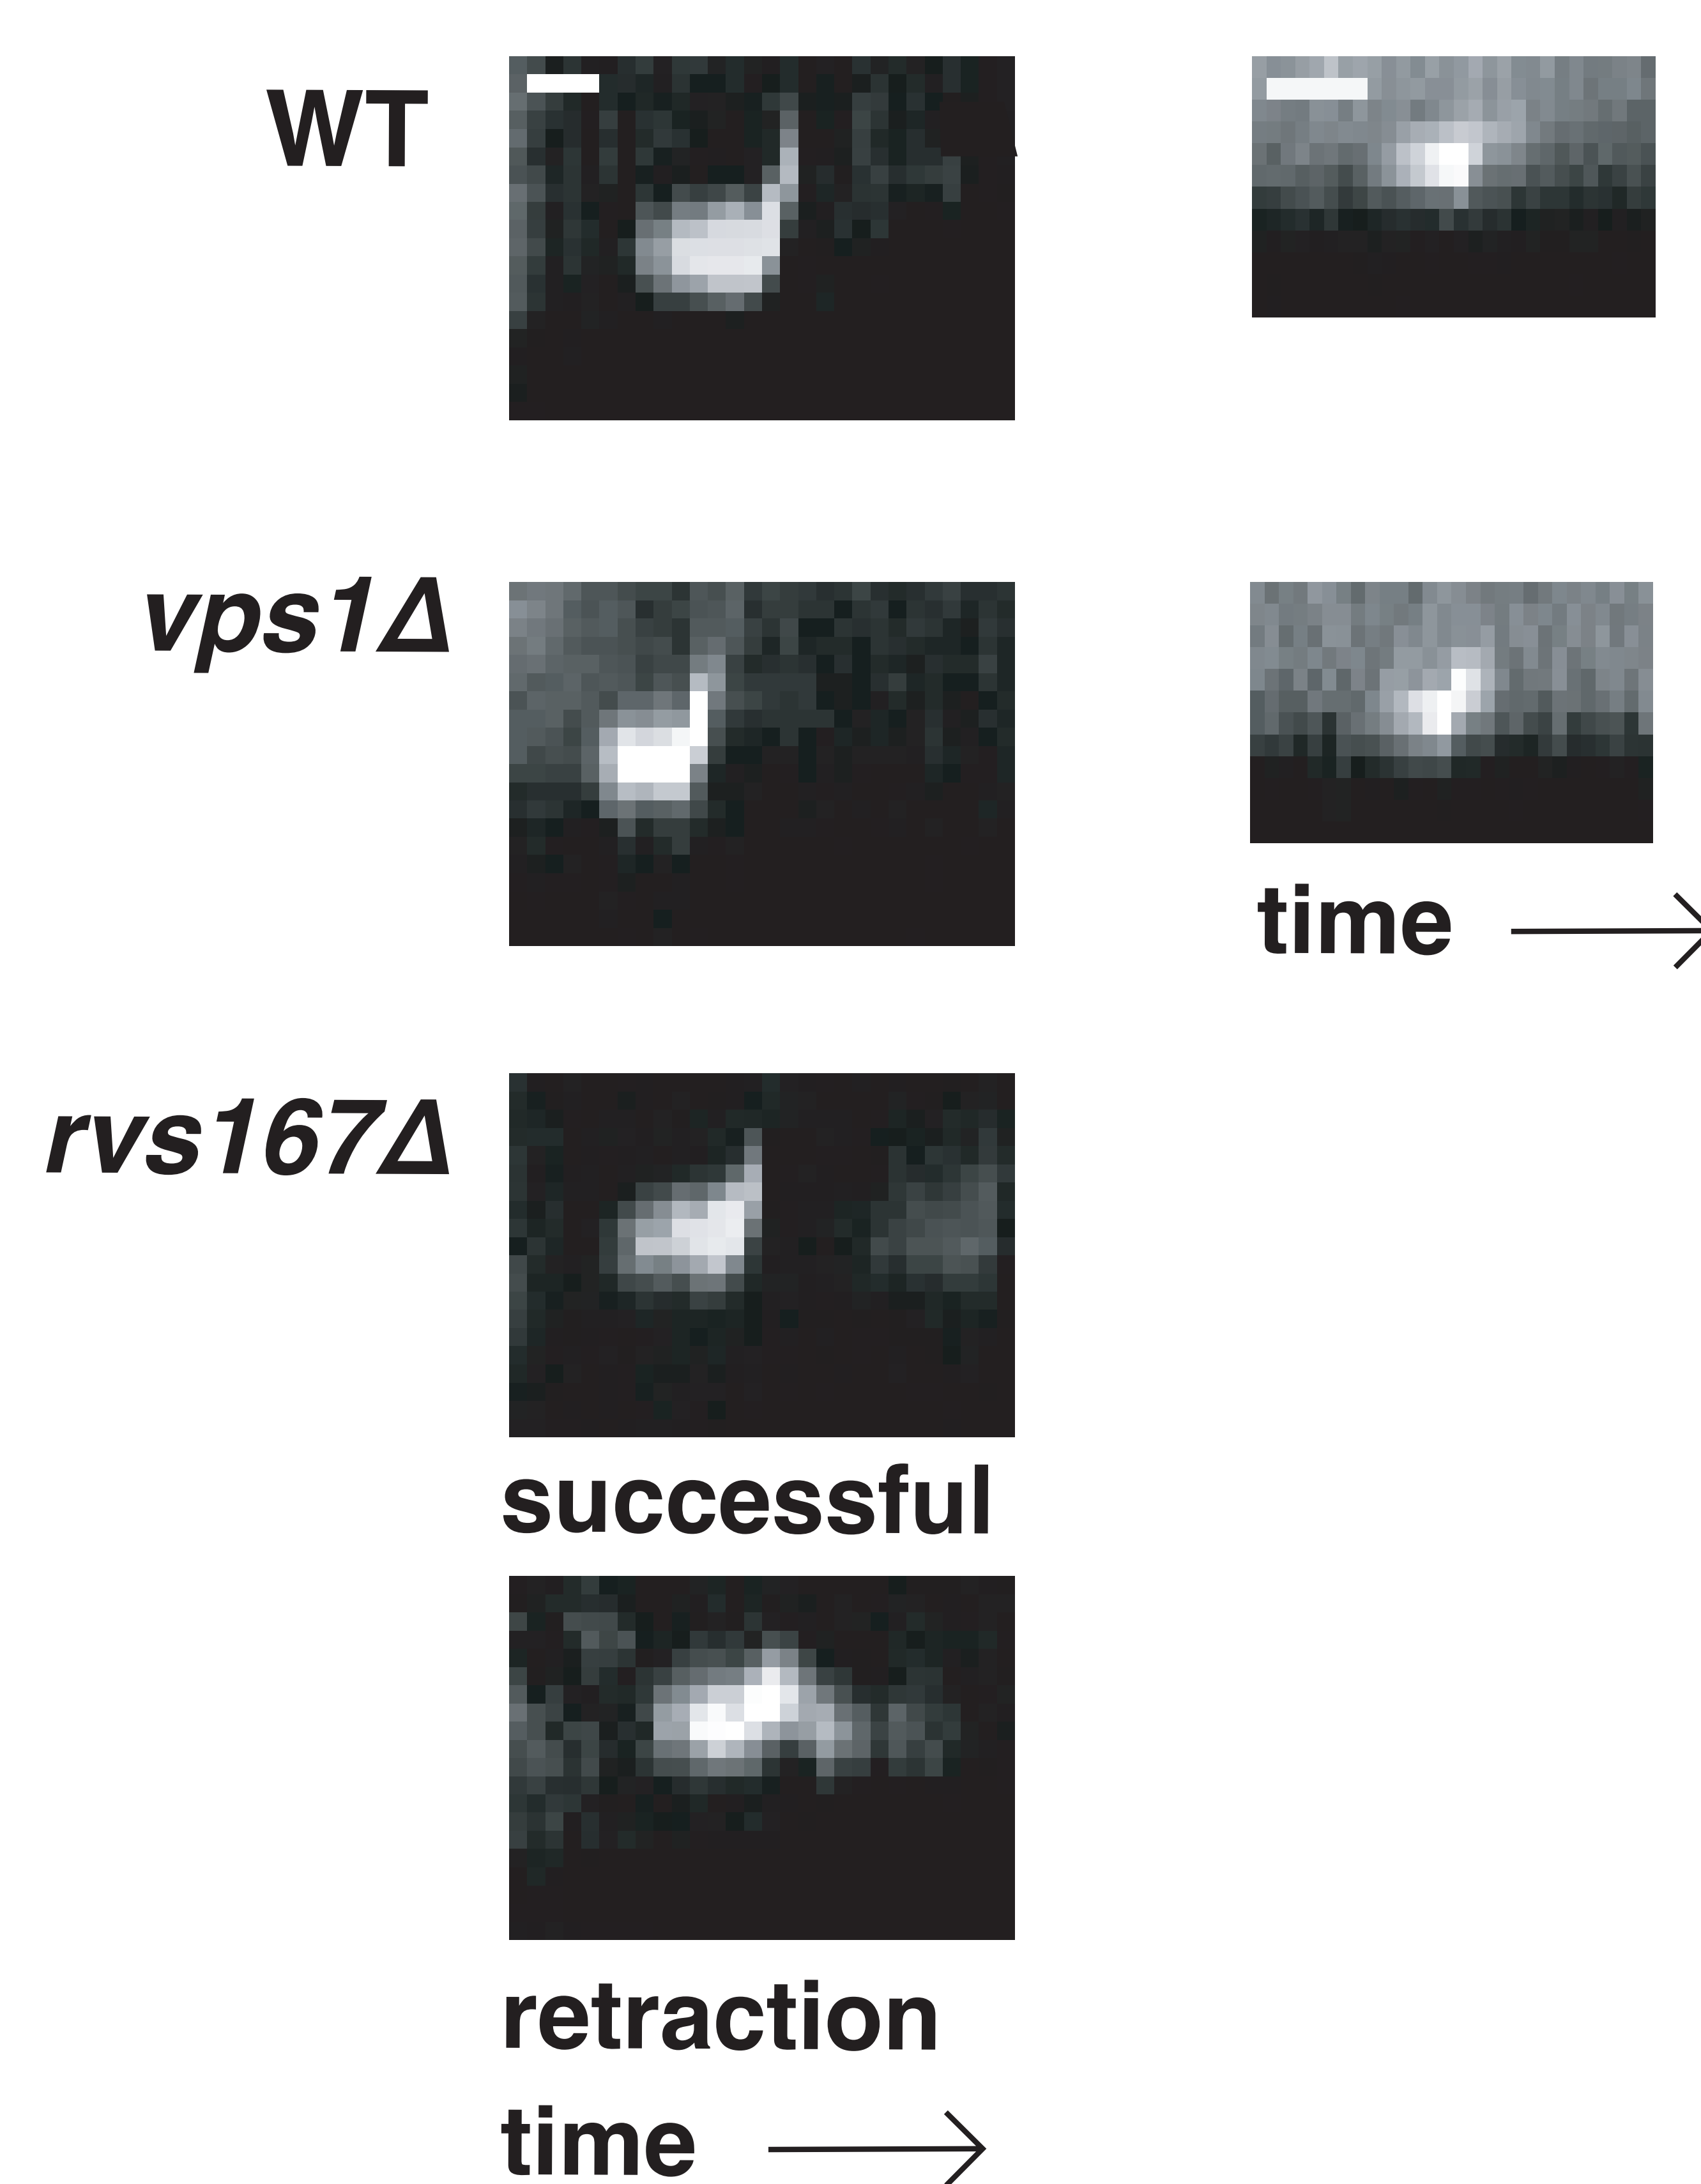 WT
vps1Δ
time
rvs167Δ
successful
retraction
time